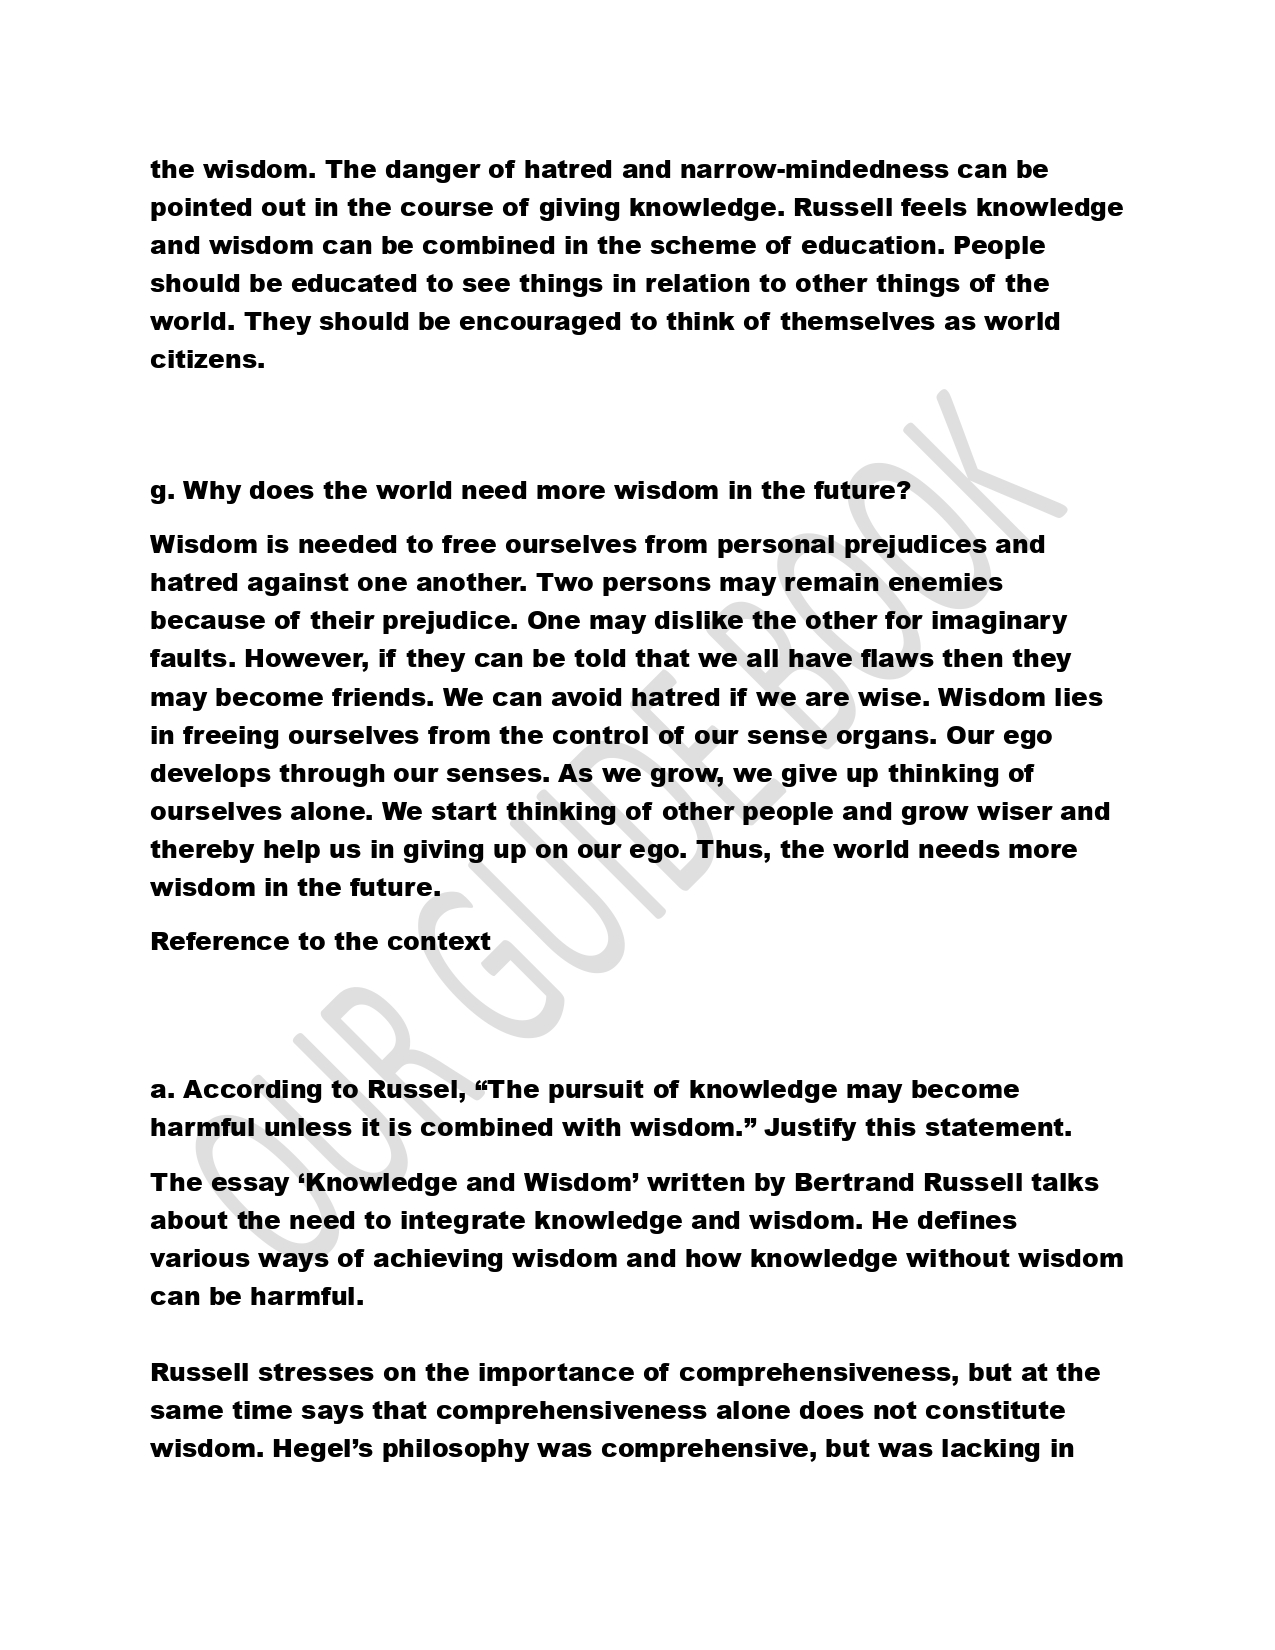 the wisdom. The danger of hatred and narrow-mindedness can be
pointed out in the course of giving knowledge. Russell feels knowledge
and wisdom can be combined in the scheme of education. People
should be educated to see things in relation to other things of the
world. They should be encouraged to think of themselves as world
citizens.
g. Why does the world need more wisdom in the future?
Wisdom is needed to free ourselves from personal prejudices and
hatred against one another. Two persons may remain enemies
because of their prejudice. One may dislike the other for imaginary
faults. However, if they can be told that we all have flaws then they
may become friends. We can avoid hatred if we are wise. Wisdom lies
in freeing ourselves from the control of our sense organs. Our ego
develops through our senses. As we grow, we give up thinking of
ourselves alone. We start thinking of other people and grow wiser and
thereby help us in giving up on our ego. Thus, the world needs more
wisdom in the future.
Reference to the context
a. According to Russel, “The pursuit of knowledge may become
harmful unless it is combined with wisdom.” Justify this statement.
The essay ‘Knowledge and Wisdom’ written by Bertrand Russell talks
about the need to integrate knowledge and wisdom. He defines
various ways of achieving wisdom and how knowledge without wisdom
can be harmful.
Russell stresses on the importance of comprehensiveness, but at the
same time says that comprehensiveness alone does not constitute
wisdom. Hegel’s philosophy was comprehensive, but was lacking in
OUR GUIDE BOOK